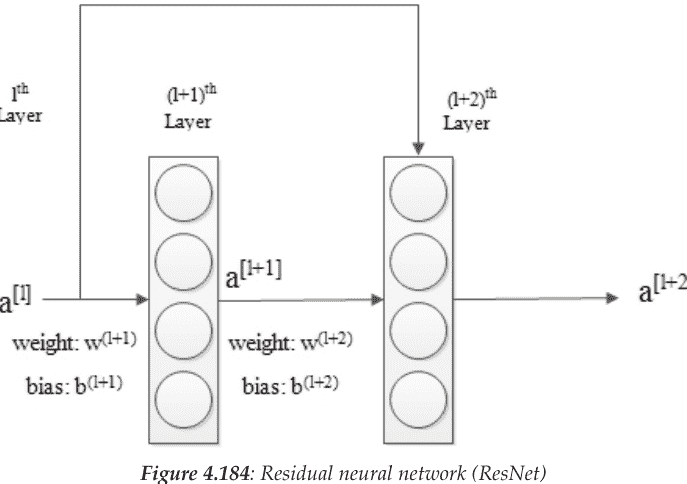 lᵗʰ
Layer
(l+1)ᵗʰ
Layer
(l+2)ᵗʰ
Layer
a[l]
a[l+1]
a[l+2
weight: w(l+1)
weight: w(l+2)
bias: b(l+1)
bias: b(l+2)
Figure 4.184: Residual neural network (ResNet)